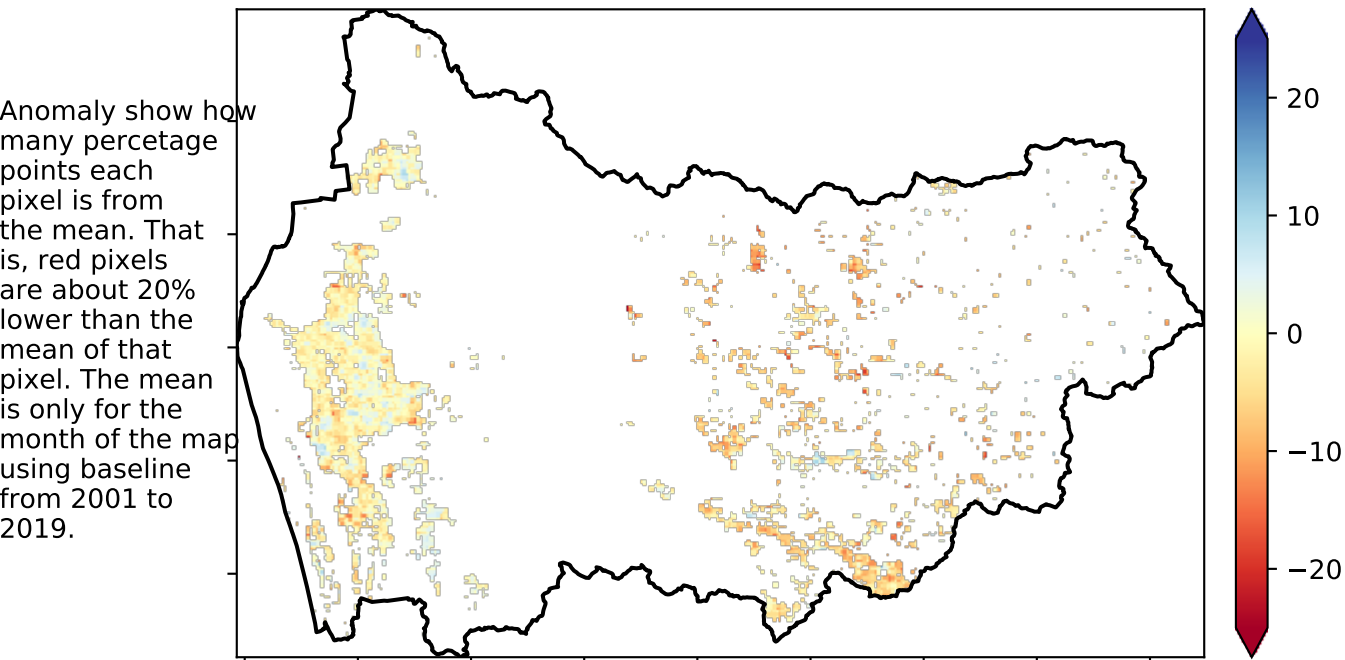 Anomaly show how
many percetage
points each
pixel is from
the mean. That
is, red pixels
are about 20%
lower than the
mean of that
pixel. The mean
is only for the
month of the map
using baseline
from 2001 to
2019.
20
10
0
−10
−20